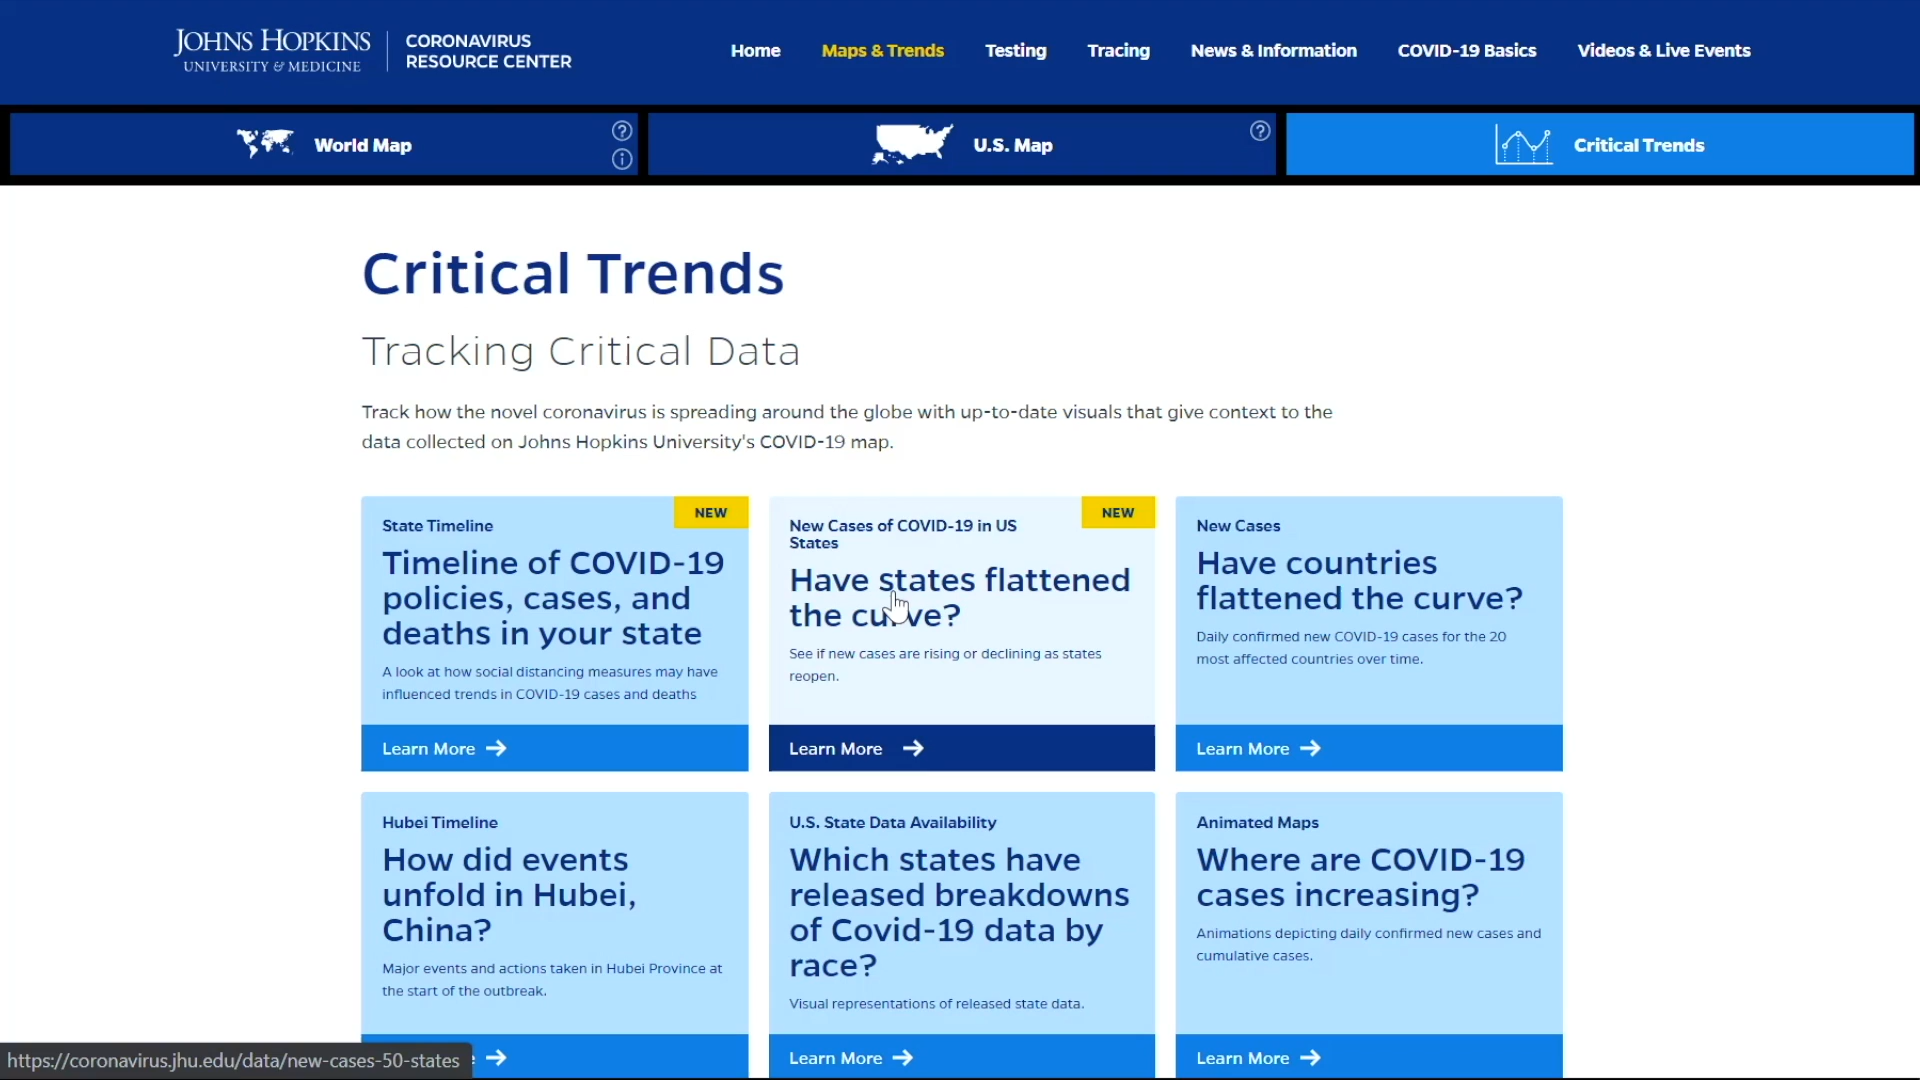 JOHNS HOPKINS
UNIVERSITY & MEDICINE
CORONAVIRUS
RESOURCE CENTER
Home
Maps & Trends
Testing
Tracing
News & Information
COVID-19 Basics
Videos & Live Events
World Map
?
i
U.S. Map
?
Critical Trends
Critical Trends
Tracking Critical Data
Track how the novel coronavirus is spreading around the globe with up-to-date visuals that give context to the
data collected on Johns Hopkins University's COVID-19 map.
NEW
State Timeline
Timeline of COVID-19
policies, cases, and
deaths in your state
A look at how social distancing measures may have
influenced trends in COVID-19 cases and deaths
Learn More
NEW
New Cases of COVID-19 in US
States
Have states flattened
the curve?
See if new cases are rising or declining as states
reopen.
Learn More
New Cases
Have countries
flattened the curve?
Daily confirmed new COVID-19 cases for the 20
most affected countries over time.
Learn More
Hubei Timeline
How did events
unfold in Hubei,
China?
Major events and actions taken in Hubei Province at
the start of the outbreak.
U.S. State Data Availability
Which states have
released breakdowns
of Covid-19 data by
race?
Visual representations of released state data.
Learn More
Animated Maps
Where are COVID-19
cases increasing?
Animations depicting daily confirmed new cases and
cumulative cases.
Learn More
https://coronavirus.jhu.edu/data/new-cases-50-states